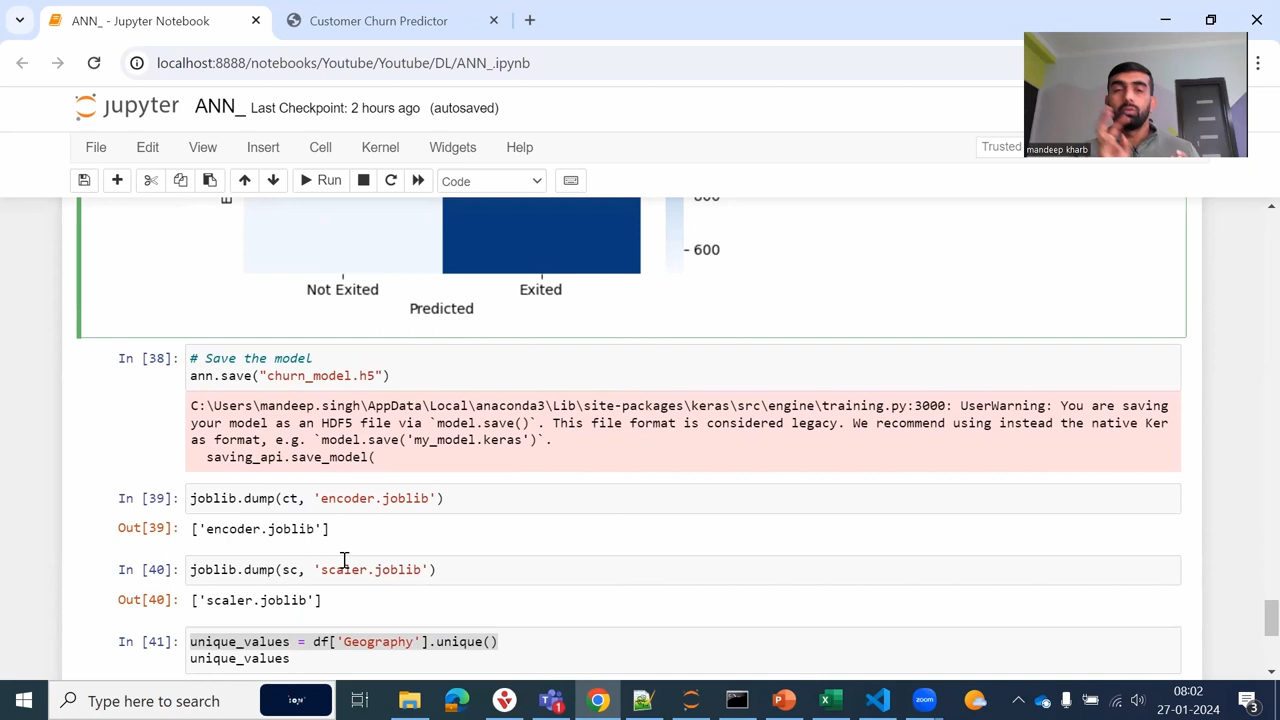 ANN_ - Jupyter Notebook
Customer Churn Predictor
localhost:8888/notebooks/Youtube/Youtube/DL/ANN_.ipynb
jupyter ANN_ Last Checkpoint: 2 hours ago (autosaved)
File Edit View Insert Cell Kernel Widgets Help
Trusted
mandeep kharb
Run
Code
600
Not Exited Exited
Predicted
In [38]: # Save the model
ann.save("churn_model.h5")
C:\Users\mandeep.singh\AppData\Local\anaconda3\Lib\site-packages\keras\src\engine\training.py:3000: UserWarning: You are saving
your model as an HDF5 file via `model.save()`. This file format is considered legacy. We recommend using instead the native Ker
as format, e.g. `model.save('my_model.keras')`.
saving_api.save_model(
In [39]: joblib.dump(ct, 'encoder.joblib')
Out[39]: ['encoder.joblib']
In [40]: joblib.dump(sc, 'scaler.joblib')
Out[40]: ['scaler.joblib']
In [41]: unique_values = df['Geography'].unique()
unique_values
Type here to search
08:02
27-01-2024
3